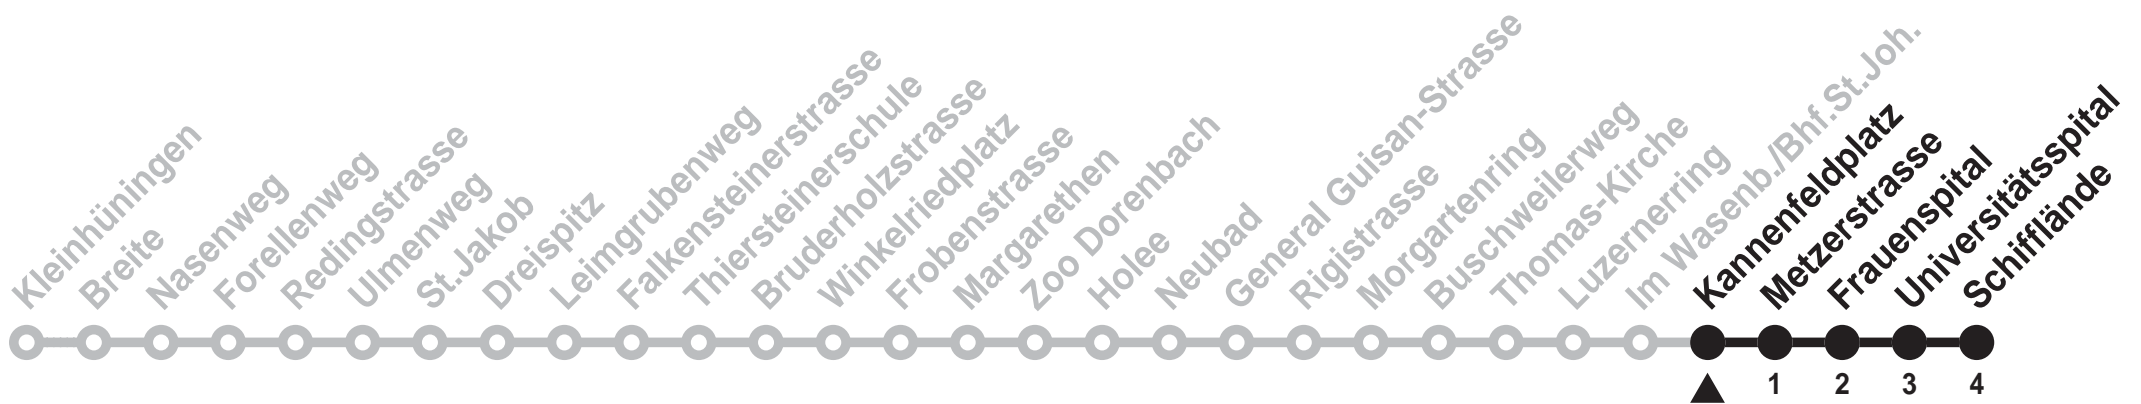 Kleinhüningen
Breite
Nasenweg
Forellenweg
Redingstrasse
Ulmenweg
St.Jakob
Dreispitz
Leimgrubenweg
Falkensteinerstrasse
Thiersteinerschule
Bruderholzstrasse
Winkelriedplatz
Frobenstrasse
Margarethen
Zoo Dorenbach
Holee
Neubad
General Guisan-Strasse
Rigistrasse
Morgartenring
Buschweilerweg
Thomas-Kirche
Luzernerring
Im Wasenb./Bhf.St.Joh.
Kannenfeldplatz
Metzerstrasse
Frauenspital
Universitätsspital
Schifflände
1 2 3 4